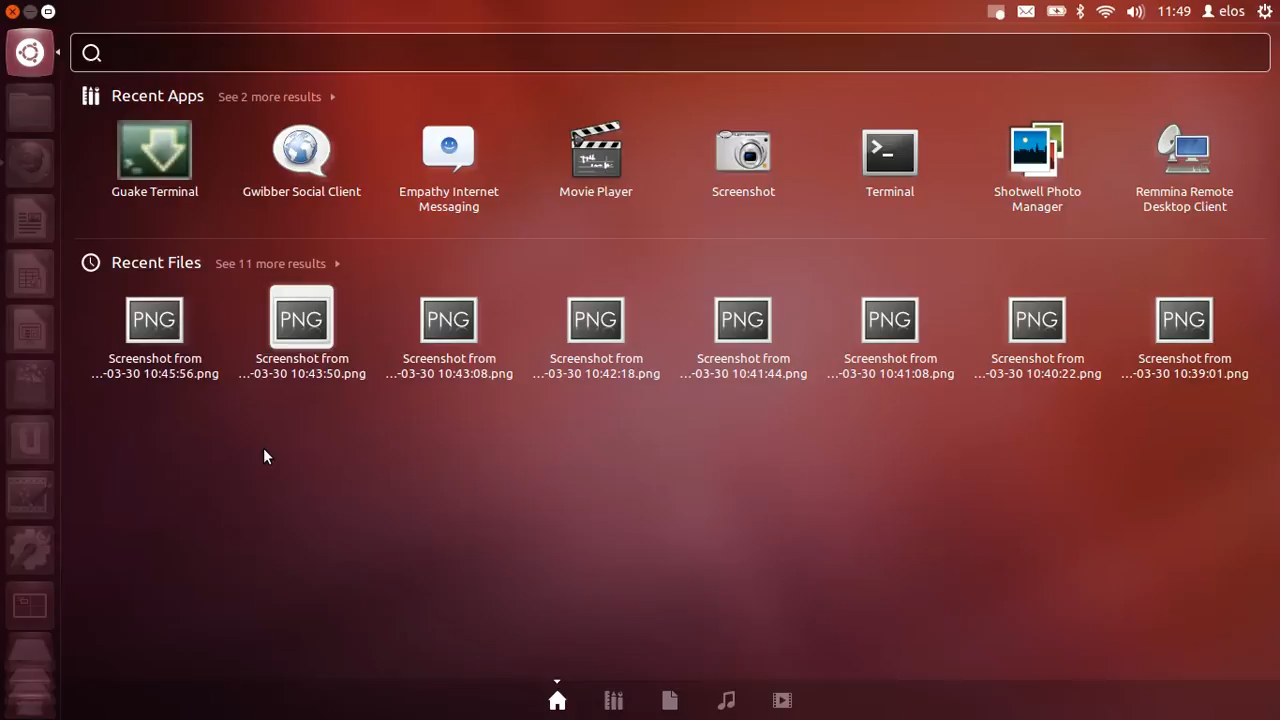 11:49 elos
Recent Apps See 2 more results
Guake Terminal
Gwibber Social Client
Empathy Internet
Messaging
Movie Player
Screenshot
Terminal
Shotwell Photo
Manager
Remmina Remote
Desktop Client
Recent Files See 11 more results
PNG PNG PNG PNG PNG PNG PNG PNG
Screenshot from
...-03-30 10:45:56.png
Screenshot from
...-03-30 10:43:50.png
Screenshot from
...-03-30 10:43:08.png
Screenshot from
...-03-30 10:42:18.png
Screenshot from
...-03-30 10:41:44.png
Screenshot from
...-03-30 10:41:08.png
Screenshot from
...-03-30 10:40:22.png
Screenshot from
...-03-30 10:39:01.png